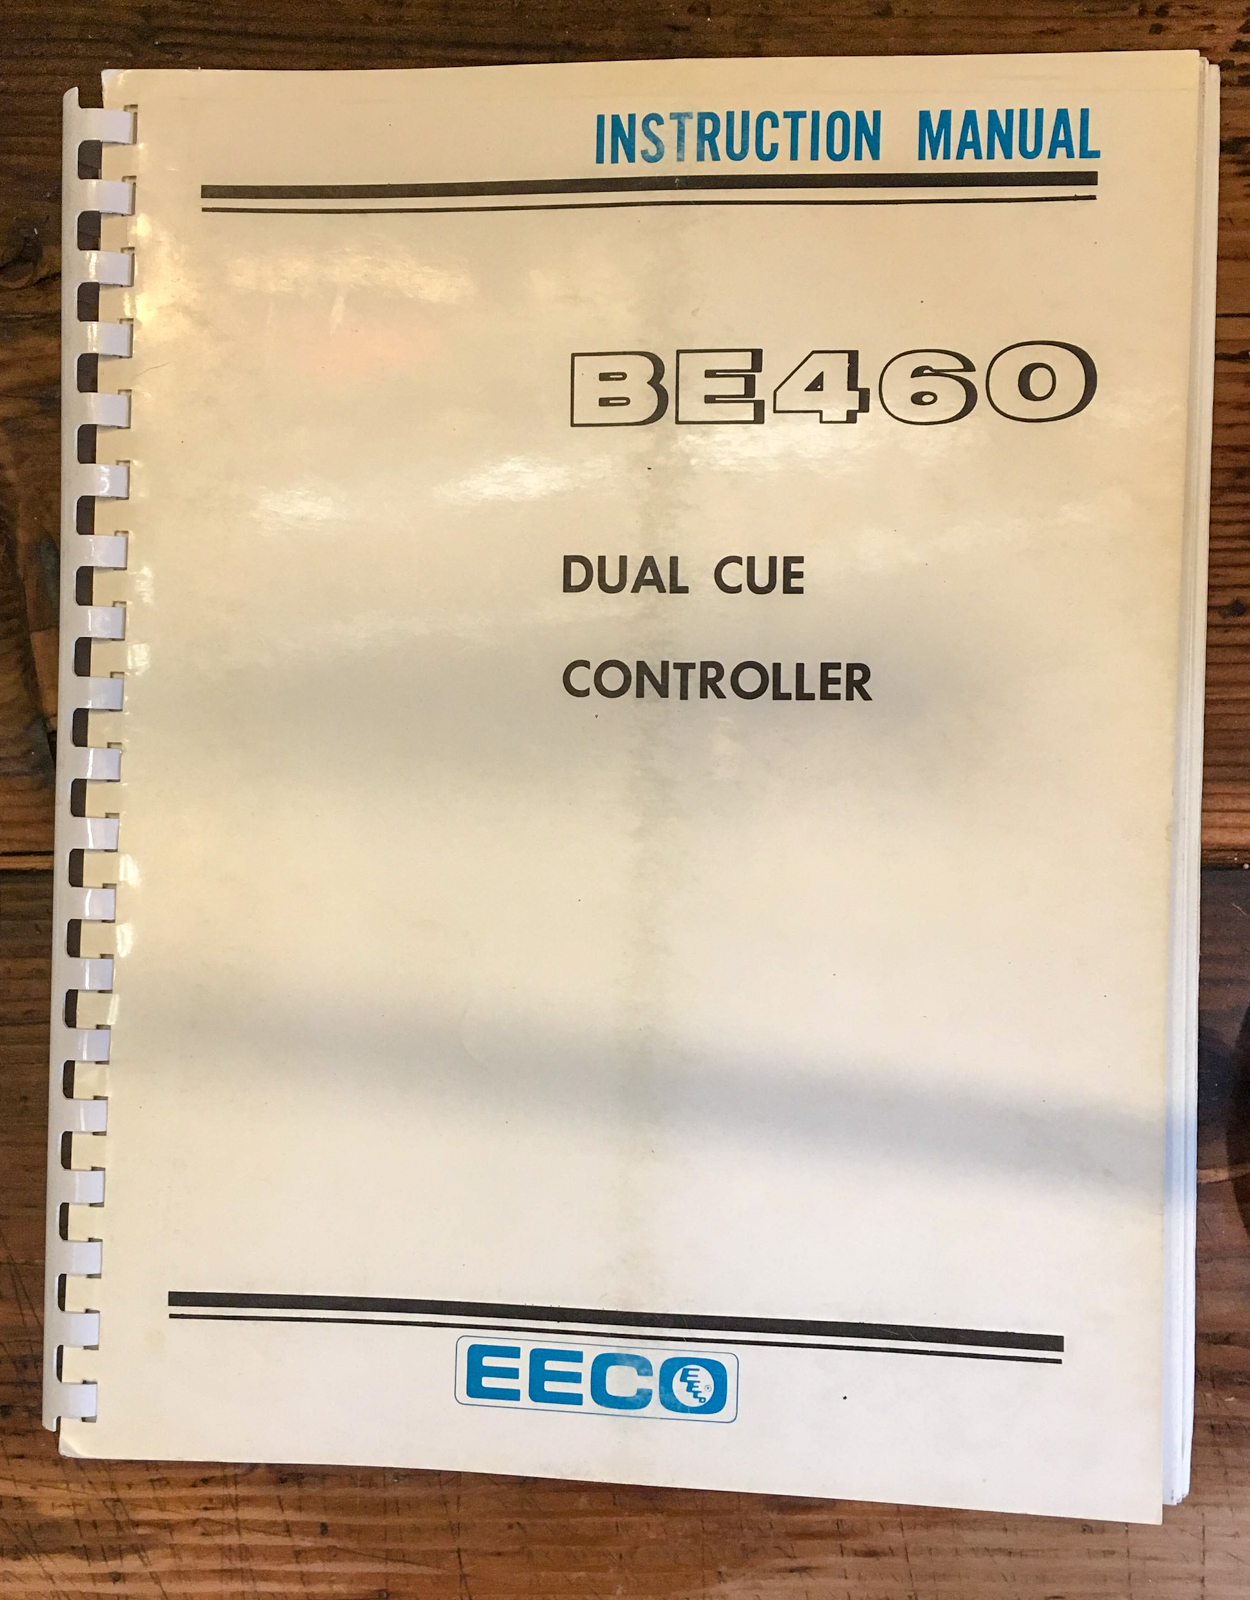 INSTRUCTION MANUAL
BE460
DUAL CUE
CONTROLLER
EECO